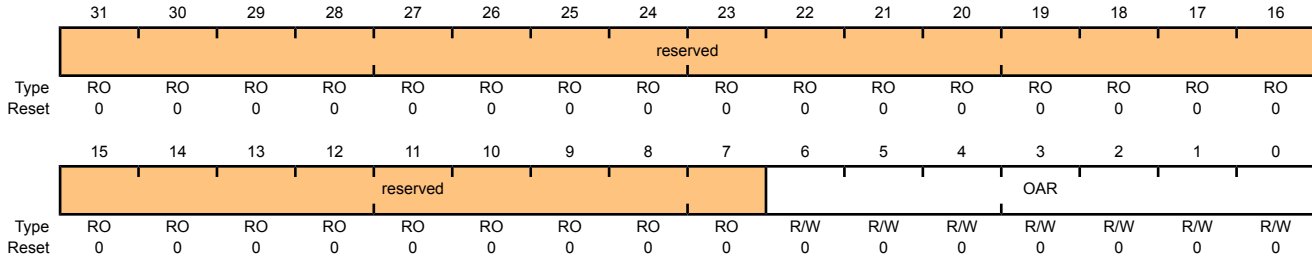 31 30 29 28 27 26 25 24 23 22 21 20 19 18 17 16
reserved
Type RO RO RO RO RO RO RO RO RO RO RO RO RO RO RO RO
Reset 0 0 0 0 0 0 0 0 0 0 0 0 0 0 0 0
15 14 13 12 11 10 9 8 7 6 5 4 3 2 1 0
reserved OAR
Type RO RO RO RO RO RO RO RO RO R/W R/W R/W R/W R/W R/W R/W
Reset 0 0 0 0 0 0 0 0 0 0 0 0 0 0 0 0